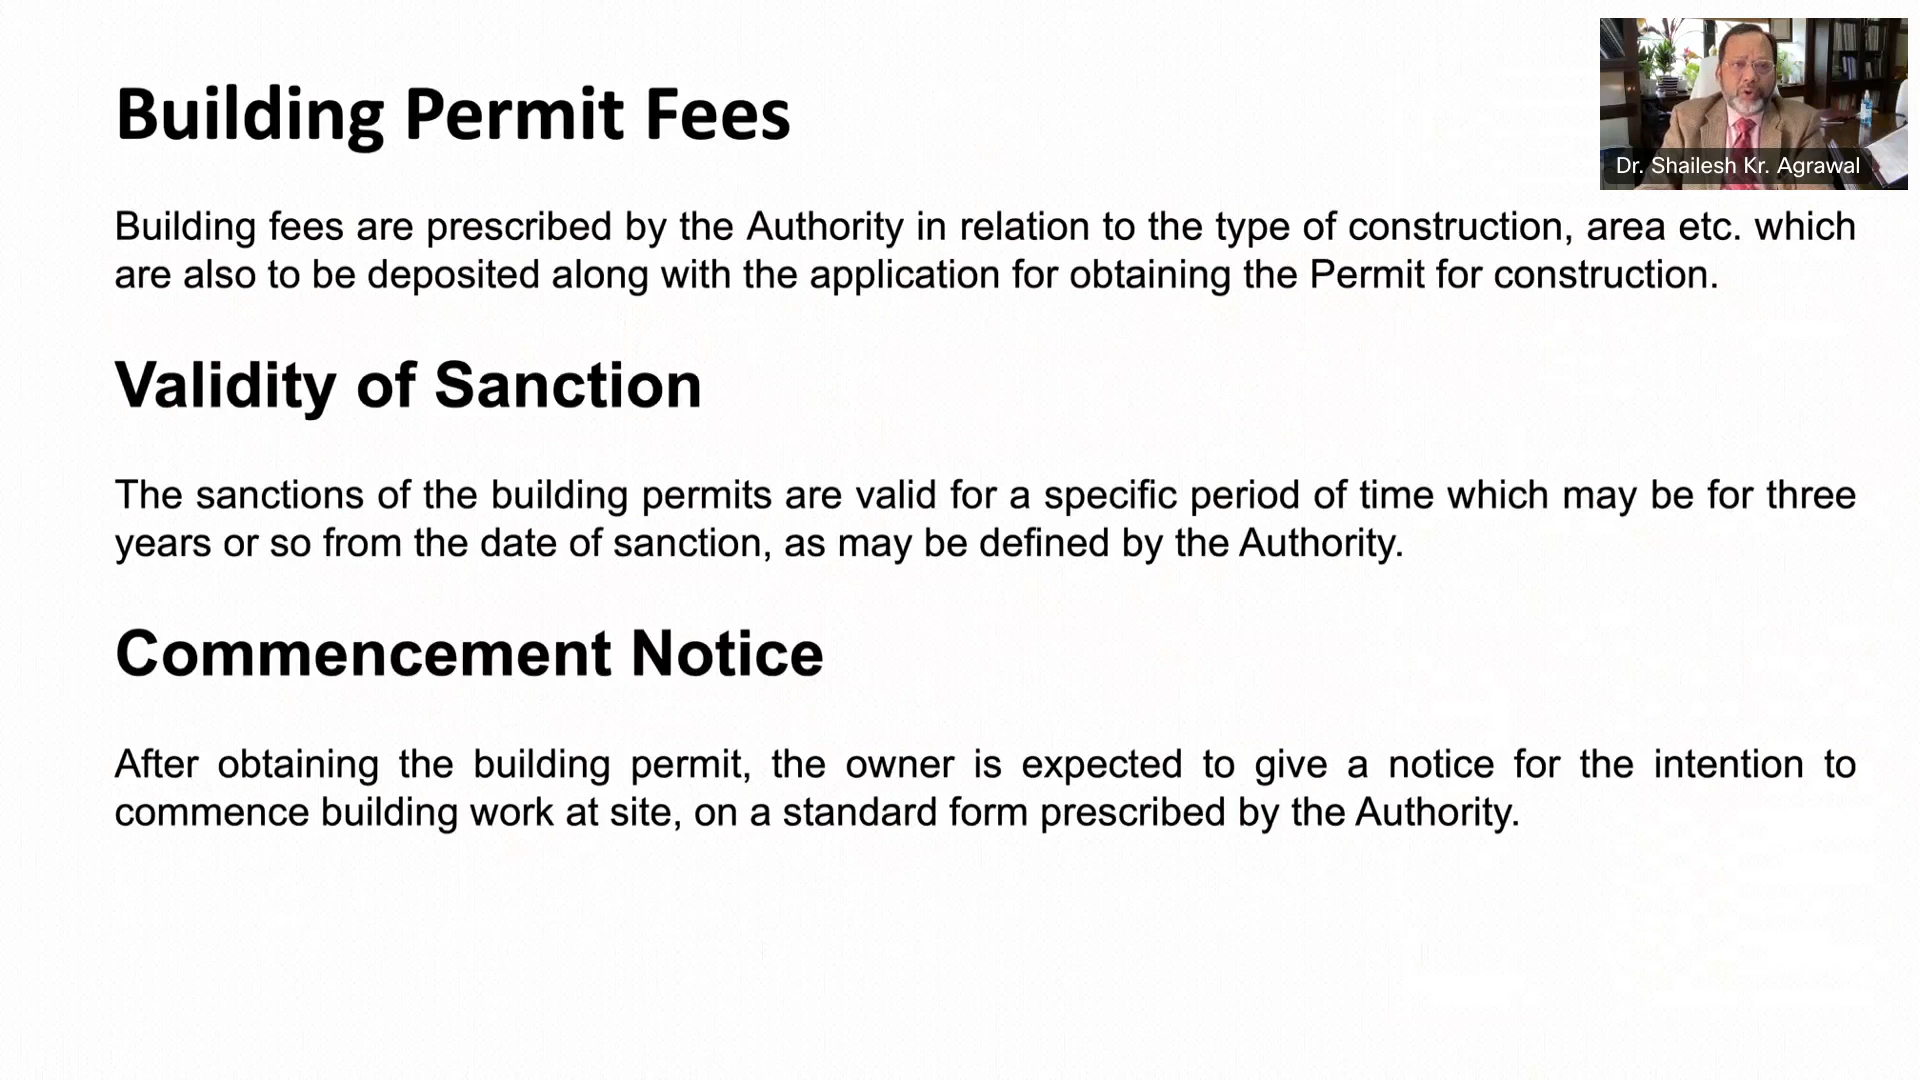 Building Permit Fees
Dr. Shailesh Kr. Agrawal
Building fees are prescribed by the Authority in relation to the type of construction, area etc. which
are also to be deposited along with the application for obtaining the Permit for construction.
Validity of Sanction
The sanctions of the building permits are valid for a specific period of time which may be for three
years or so from the date of sanction, as may be defined by the Authority.
Commencement Notice
After obtaining the building permit, the owner is expected to give a notice for the intention to
commence building work at site, on a standard form prescribed by the Authority.